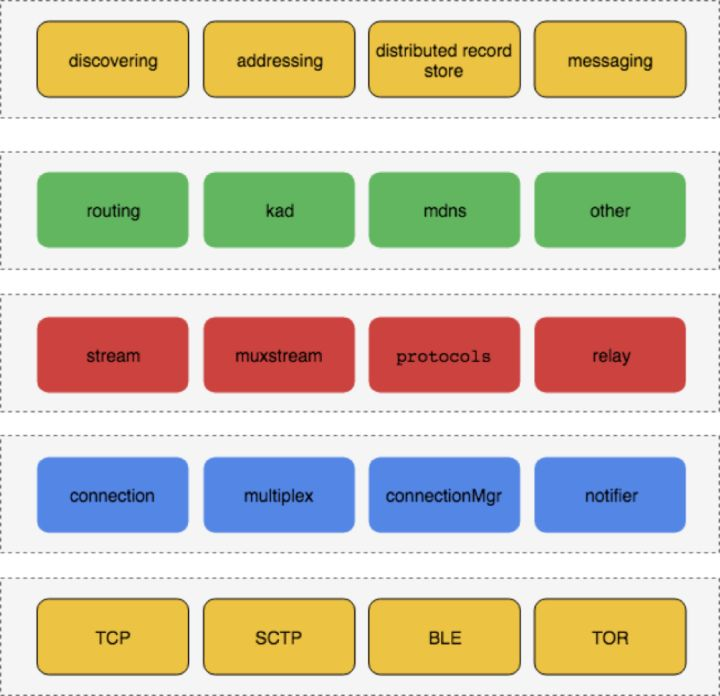 discovering
addressing
distributed record
store
messaging
routing
kad
mdns
other
stream
muxstream
protocols
relay
connection
multiplex
connectionMgr
notifier
TCP
SCTP
BLE
TOR